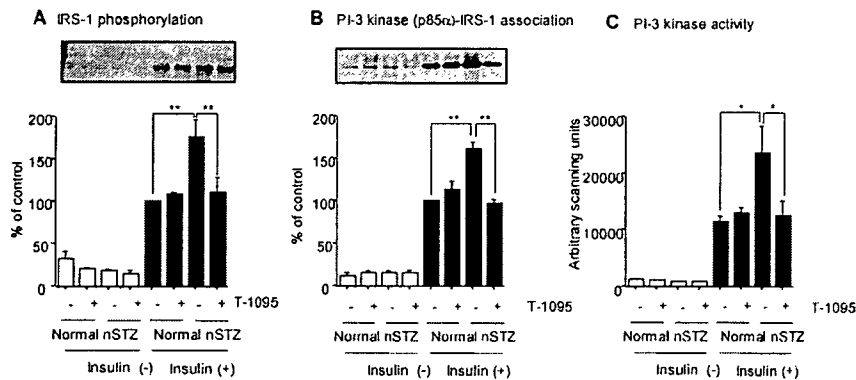 A IRS-1 phosphorylation
B PI-3 kinase (p85α)-IRS-1 association
C PI-3 kinase activity
% of control
200
150
100
50
0
** **
- + - + - + - +
Normal nSTZ Normal nSTZ
Insulin (-) Insulin (+)
T-1095
% of control
200
150
100
50
0
** **
- + - + - + - +
Normal nSTZ Normal nSTZ
Insulin (-) Insulin (+)
T-1095
Arbitrary scanning units
30000
20000
10000
0
* *
- + - + - + - +
Normal nSTZ Normal nSTZ
Insulin (-) Insulin (+)
T-1095